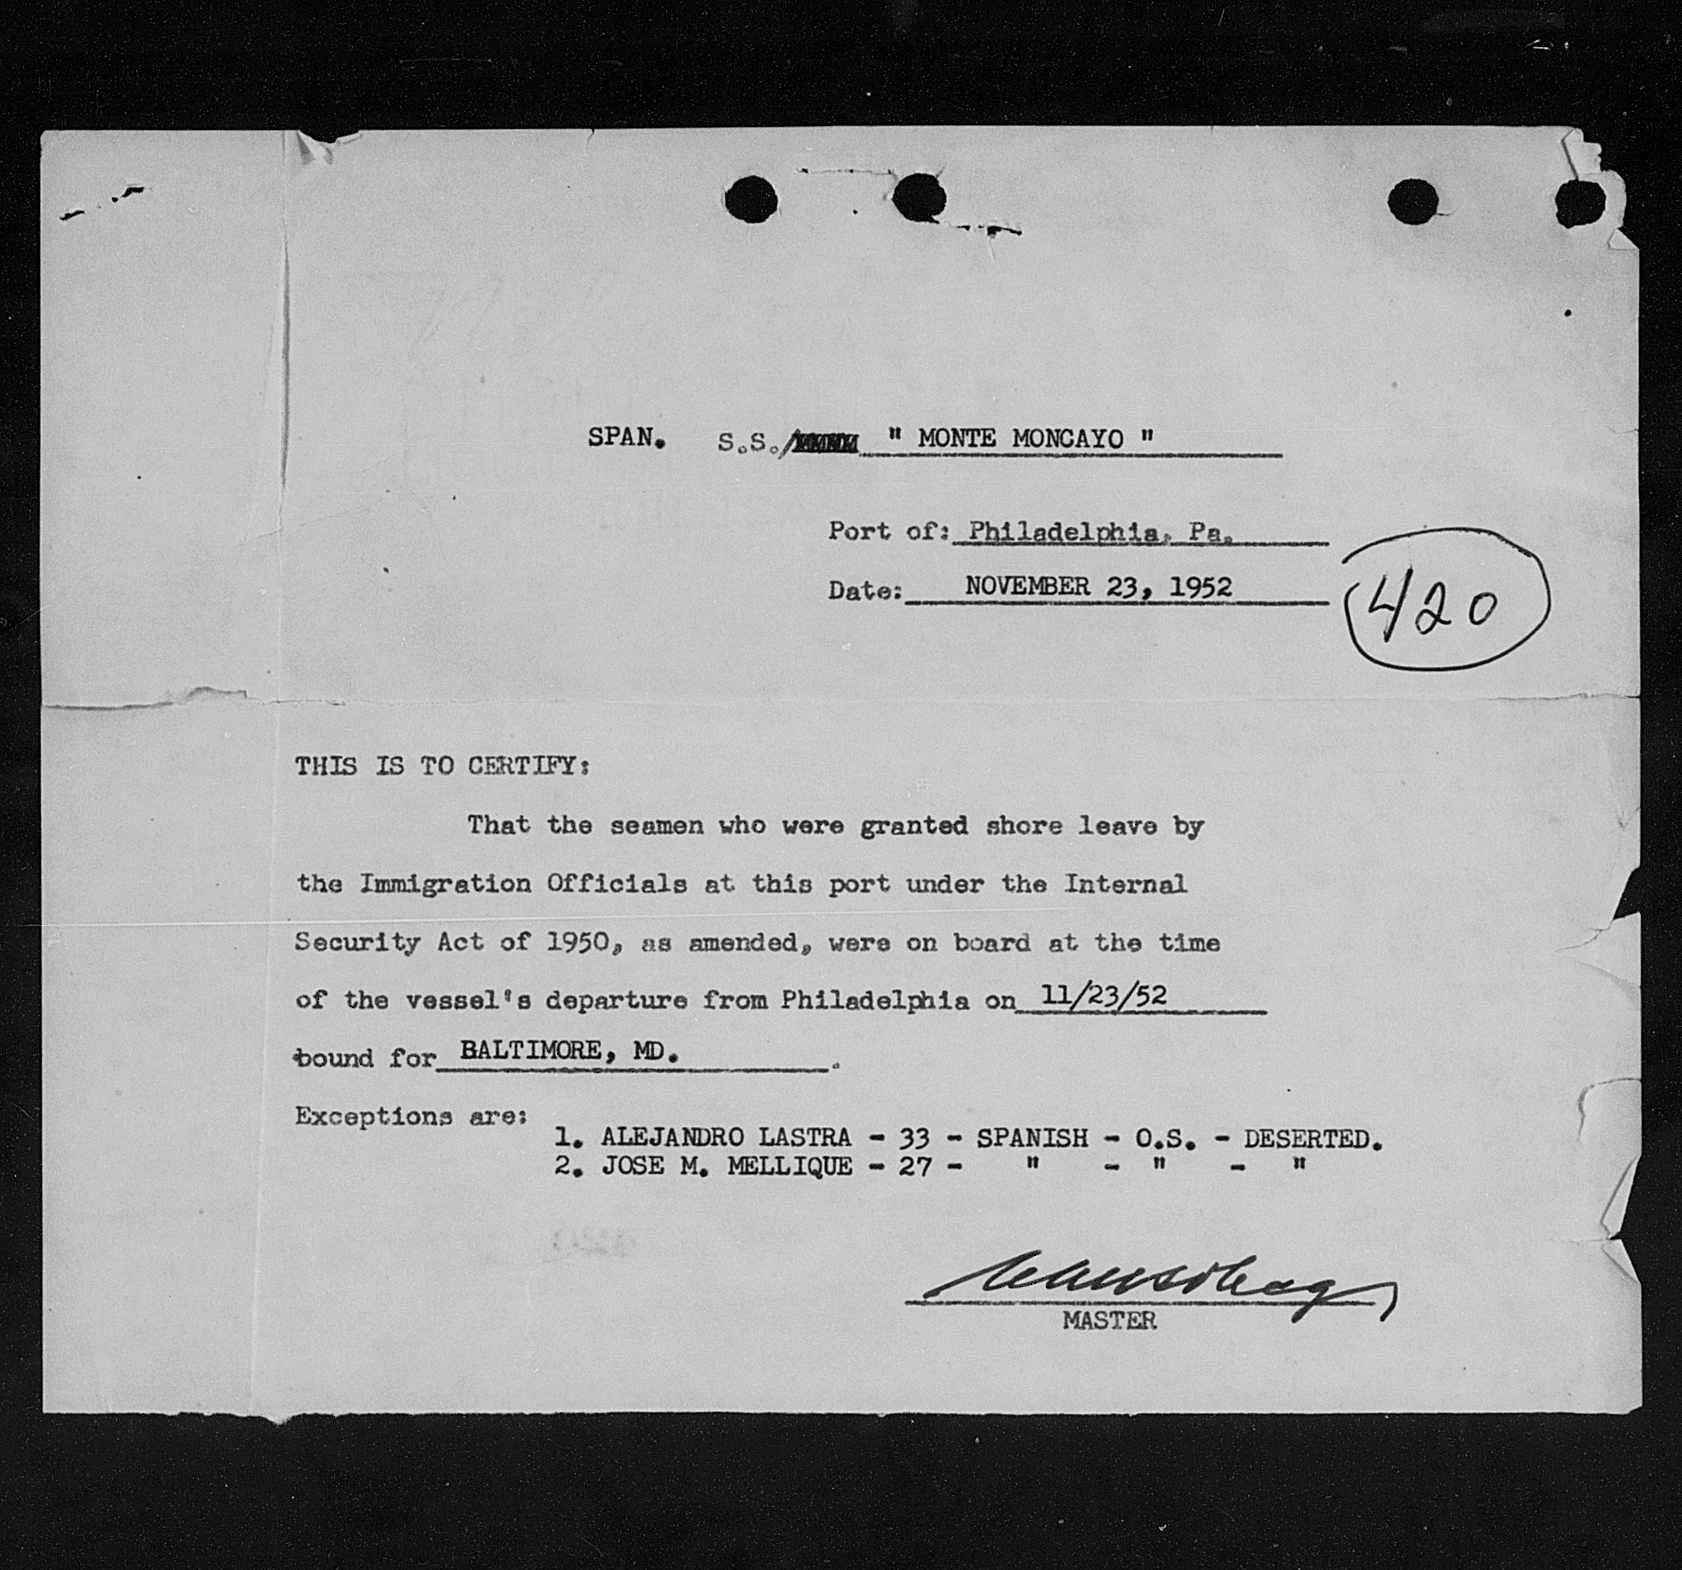 SPAN. S.S./ " MONTE MONCAYO "
Port of: Philadelphia, Pa.
Date: NOVEMBER 23, 1952
420
THIS IS TO CERTIFY:
That the seamen who were granted shore leave by
the Immigration Officials at this port under the Internal
Security Act of 1950, as amended, were on board at the time
of the vessel's departure from Philadelphia on 11/23/52
bound for BALTIMORE, MD. .
Exceptions are:
1. ALEJANDRO LASTRA - 33 - SPANISH - O.S. - DESERTED.
2. JOSE M. MELLIQUE - 27 - " - " - "
MASTER